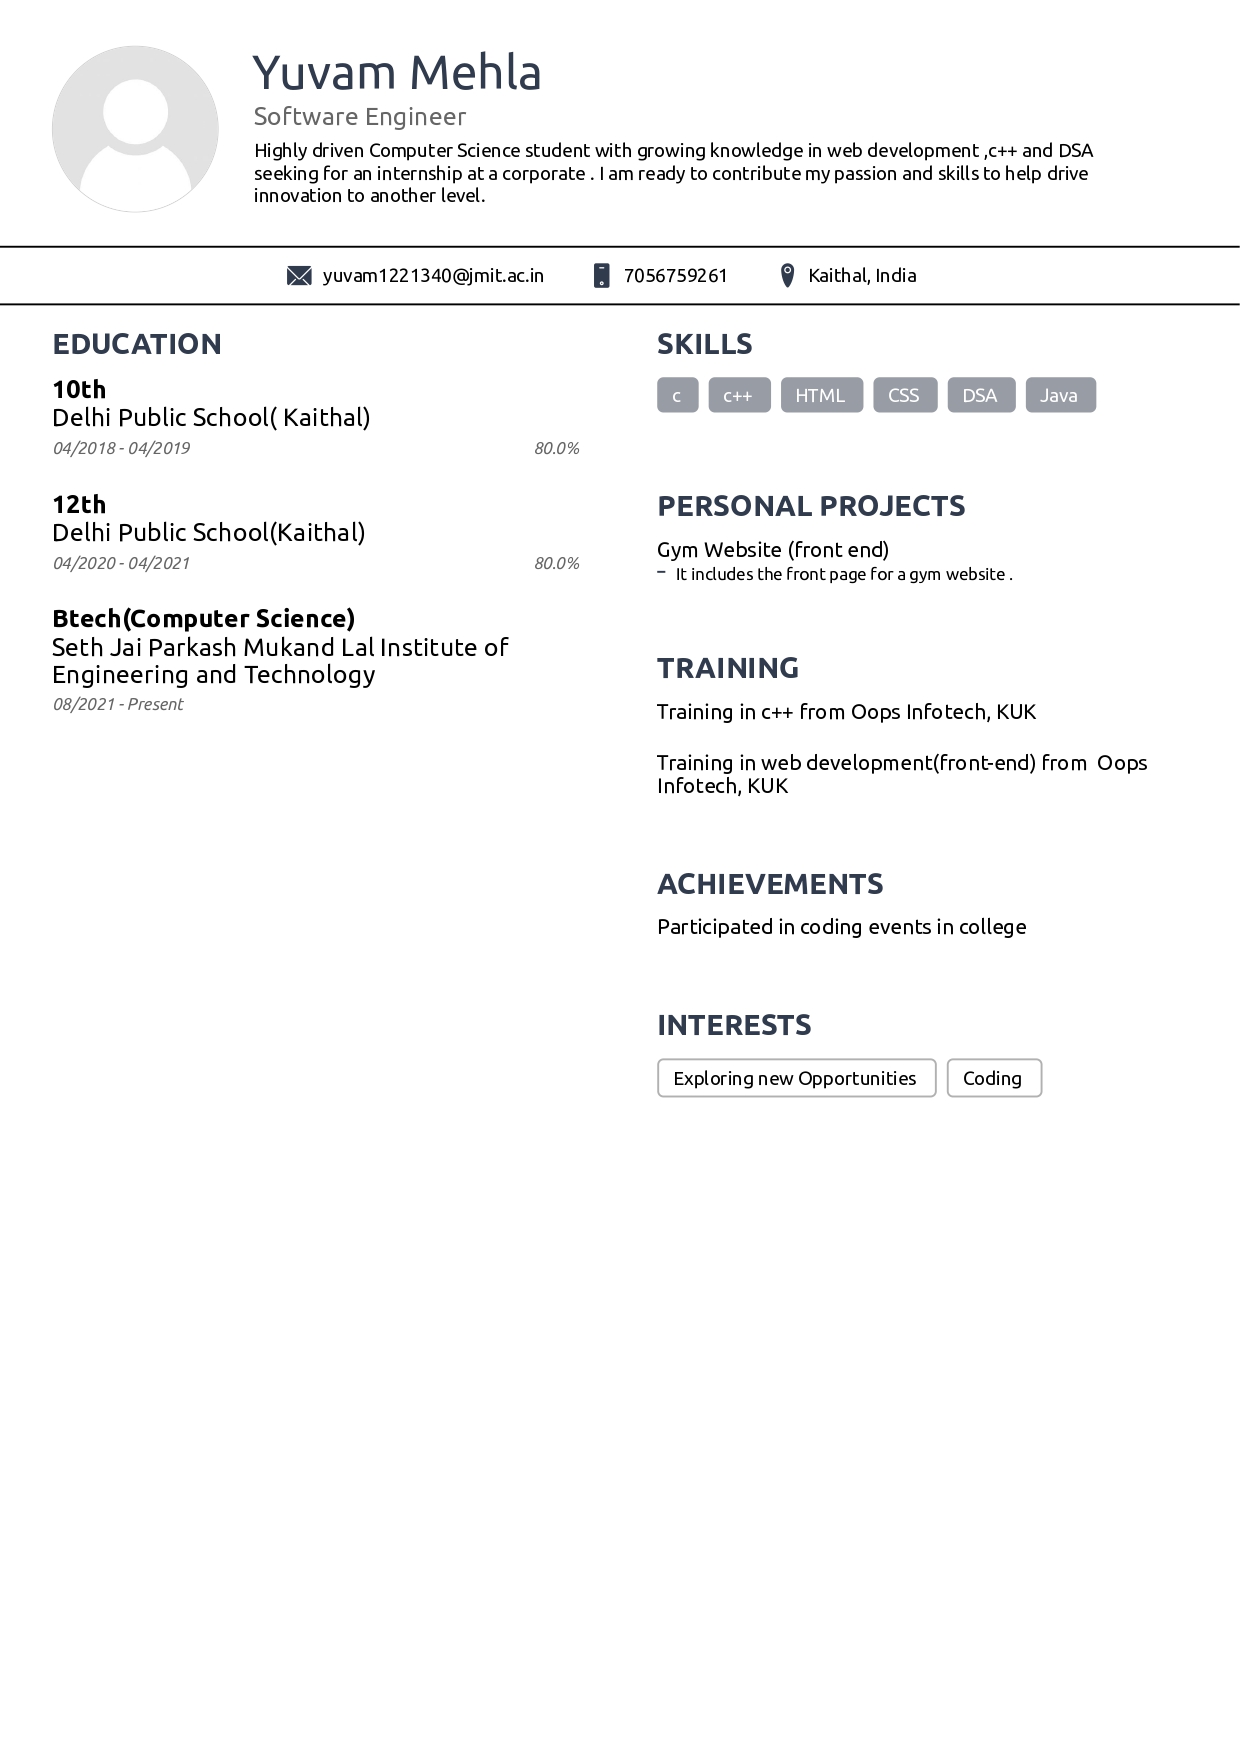 Yuvam Mehla
Software Engineer
Highly driven Computer Science student with growing knowledge in web development ,c++ and DSA
seeking for an internship at a corporate . I am ready to contribute my passion and skills to help drive
innovation to another level.
yuvam1221340@jmit.ac.in 7056759261 Kaithal, India
EDUCATION
10th
Delhi Public School( Kaithal)
04/2018 - 04/2019 80.0%
12th
Delhi Public School(Kaithal)
04/2020 - 04/2021 80.0%
Btech(Computer Science)
Seth Jai Parkash Mukand Lal Institute of
Engineering and Technology
08/2021 - Present
SKILLS
c c++ HTML CSS DSA Java
PERSONAL PROJECTS
Gym Website (front end)
– It includes the front page for a gym website .
TRAINING
Training in c++ from Oops Infotech, KUK
Training in web development(front-end) from  Oops
Infotech, KUK
ACHIEVEMENTS
Participated in coding events in college
INTERESTS
Exploring new Opportunities Coding